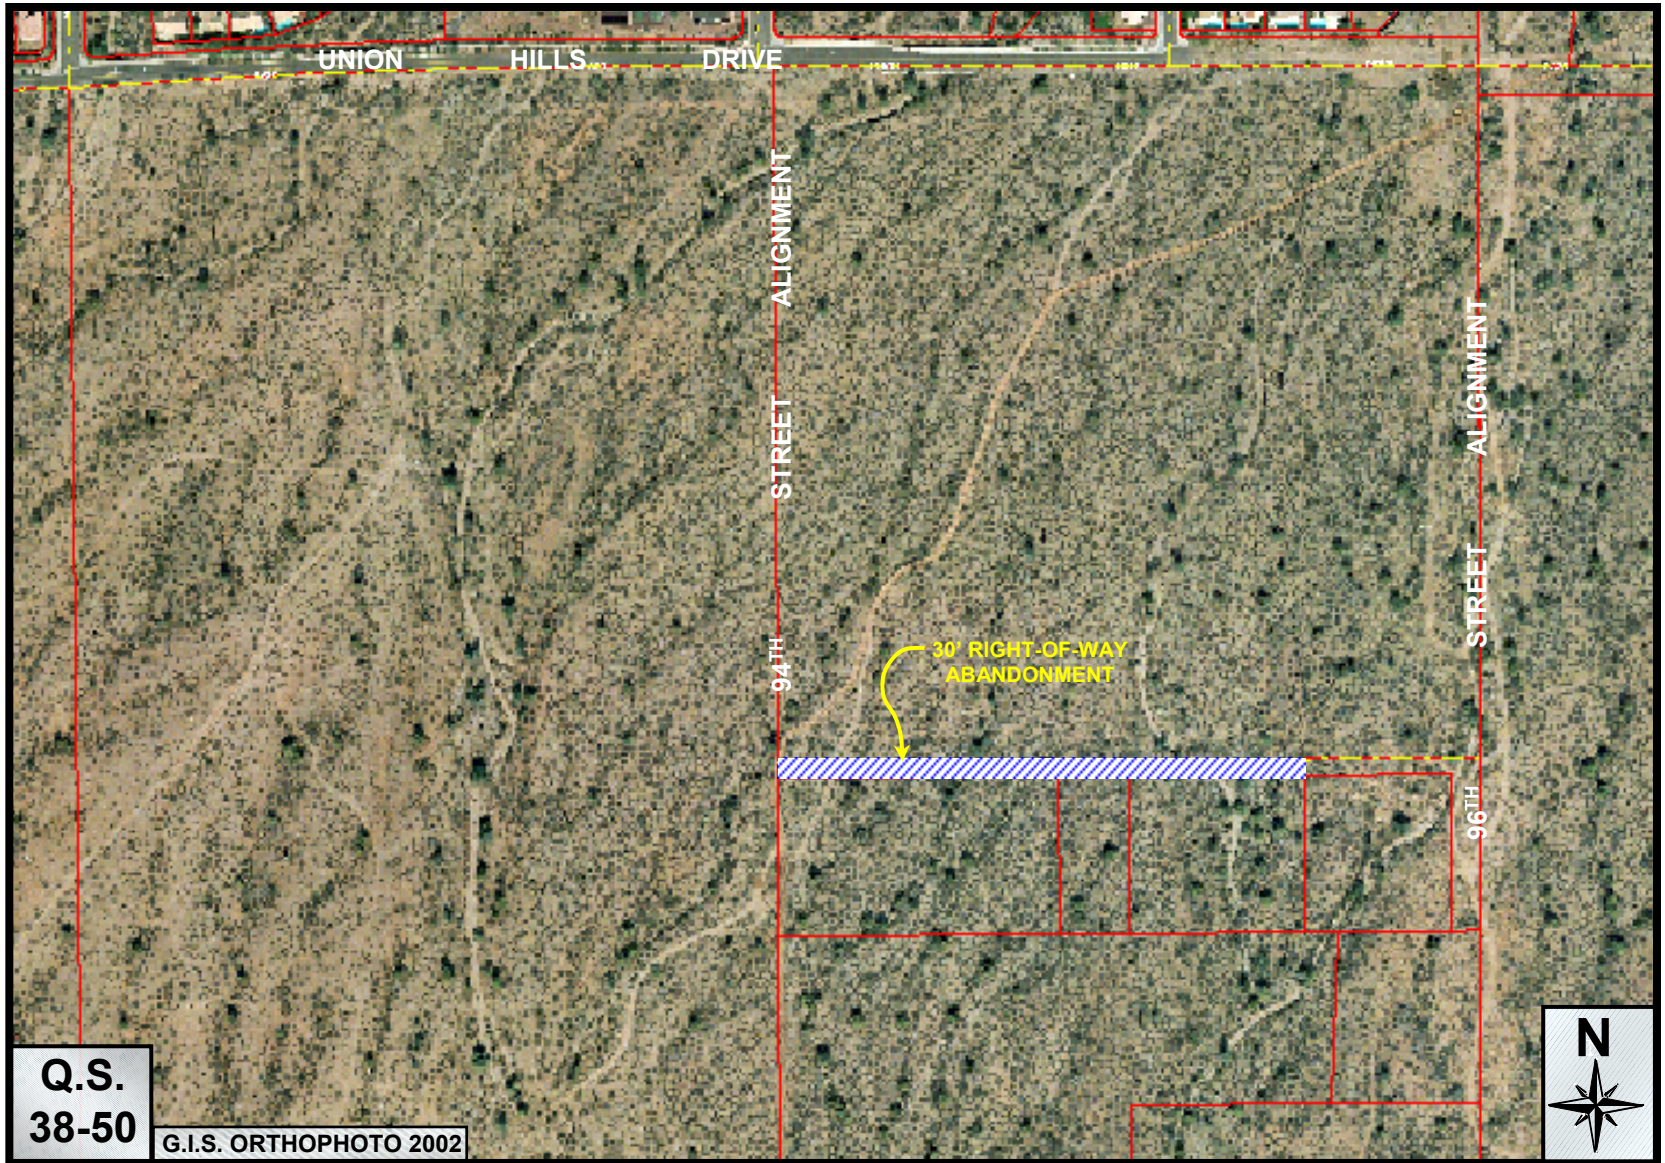 UNION HILLS DRIVE
94TH STREET ALIGNMENT
96TH STREET ALIGNMENT
30' RIGHT-OF-WAY
ABANDONMENT
Q.S.
38-50
G.I.S. ORTHOPHOTO 2002
N